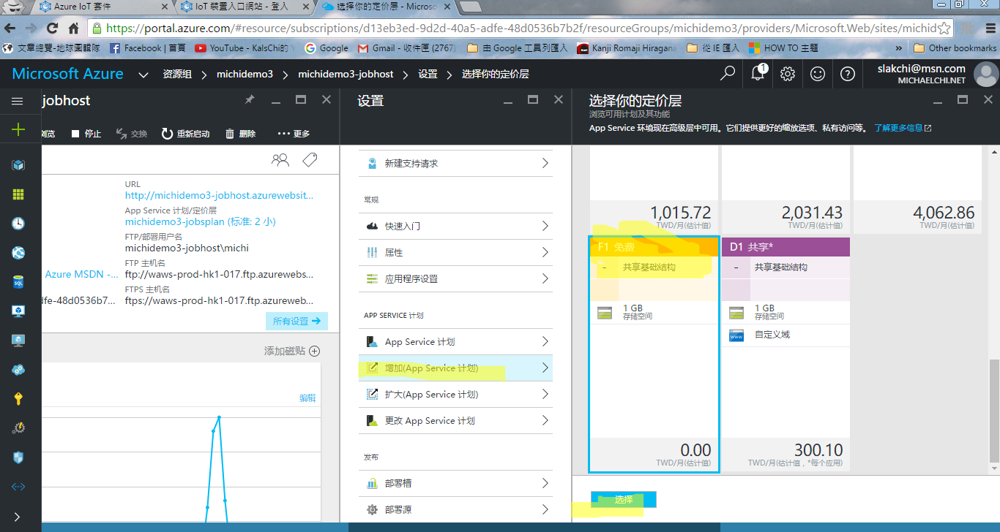 Azure IoT 套件
IoT 裝置入口網站 - 登入
选择你的定价层 - Microso
https://portal.azure.com/#resource/subscriptions/d13eb3ed-9d2d-40a5-adfe-48d0536b7b2f/resourceGroups/michidemo3/providers/Microsoft.Web/sites/michid
文章總覽-地球圖輯隊
Facebook | 首頁
YouTube - KalsChi的
Google
Gmail - 收件匣 (2767)
由 Google 工具列匯入
Kanji Romaji Hiragana
從 IE 匯入
HOW TO 主題
»
Other bookmarks
Microsoft Azure
资源组
michidemo3
michidemo3-jobhost
设置
选择你的定价层
1
slakchi@msn.com
MICHAELCHI.NET
jobhost
浏览
停止
交换
重新启动
删除
更多
URL
http://michidemo3-jobhost.azurewebsit...
App Service 计划/定价层
michidemo3-jobsplan (标准: 2 小)
FTP/部署用户名
michidemo3-jobhost\michi
FTP 主机名
Azure MSDN -...
ftp://waws-prod-hk1-017.ftp.azurewebs...
FTPS 主机名
dfe-48d0536b7...
ftps://waws-prod-hk1-017.ftp.azureweb...
所有设置
添加磁贴
编辑
设置
新建支持请求
常规
快速入门
属性
应用程序设置
APP SERVICE 计划
App Service 计划
增加(App Service 计划)
扩大(App Service 计划)
更改 App Service 计划
发布
部署槽
部署源
选择你的定价层
浏览可用计划及其功能
App Service 环境现在高级层中可用。它们提供更好的缩放选项、私有访问等。 了解更多信息
1,015.72
TWD/月(估计值)
2,031.43
TWD/月(估计值)
4,062.86
TWD/月(估计值)
F1 免费
- 共享基础结构
1 GB
存储空间
0.00
TWD/月(估计值)
D1 共享*
- 共享基础结构
1 GB
存储空间
www
自定义域
300.10
TWD/月(估计值，*每个应用)
选择
SQL